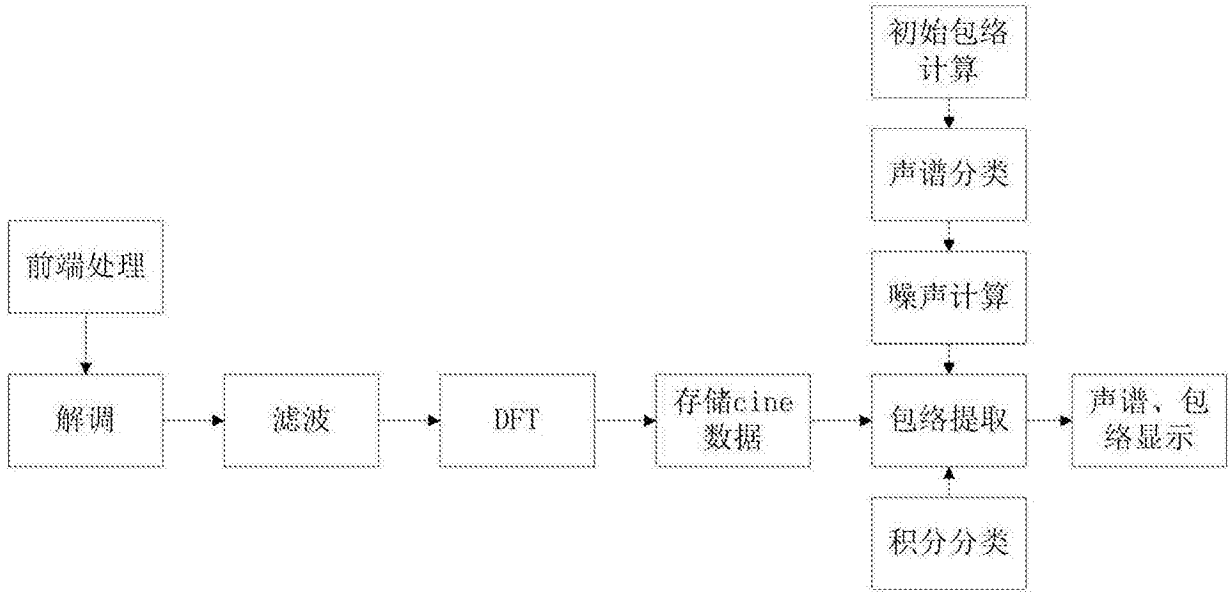 初始包络
计算
声谱分类
前端处理
噪声计算
解调
滤波
DFT
存储cine
数据
包络提取
声谱、包
络显示
积分分类